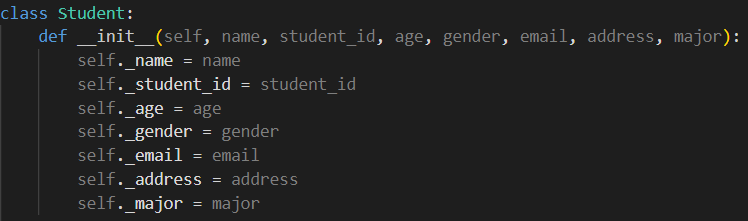 class Student:
    def __init__(self, name, student_id, age, gender, email, address, major):
        self._name = name
        self._student_id = student_id
        self._age = age
        self._gender = gender
        self._email = email
        self._address = address
        self._major = major